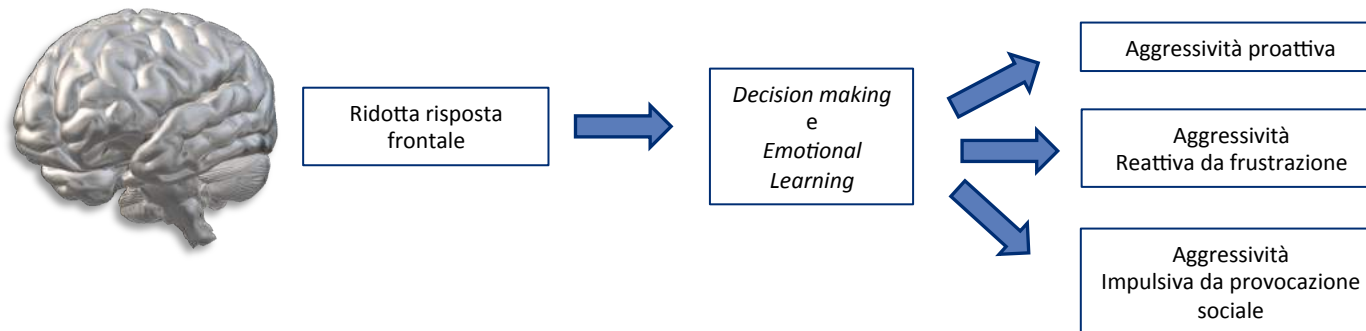 Ridotta risposta
frontale
Decision making
e
Emotional
Learning
Aggressività proattiva
Aggressività
Reattiva da frustrazione
Aggressività
Impulsiva da provocazione
sociale